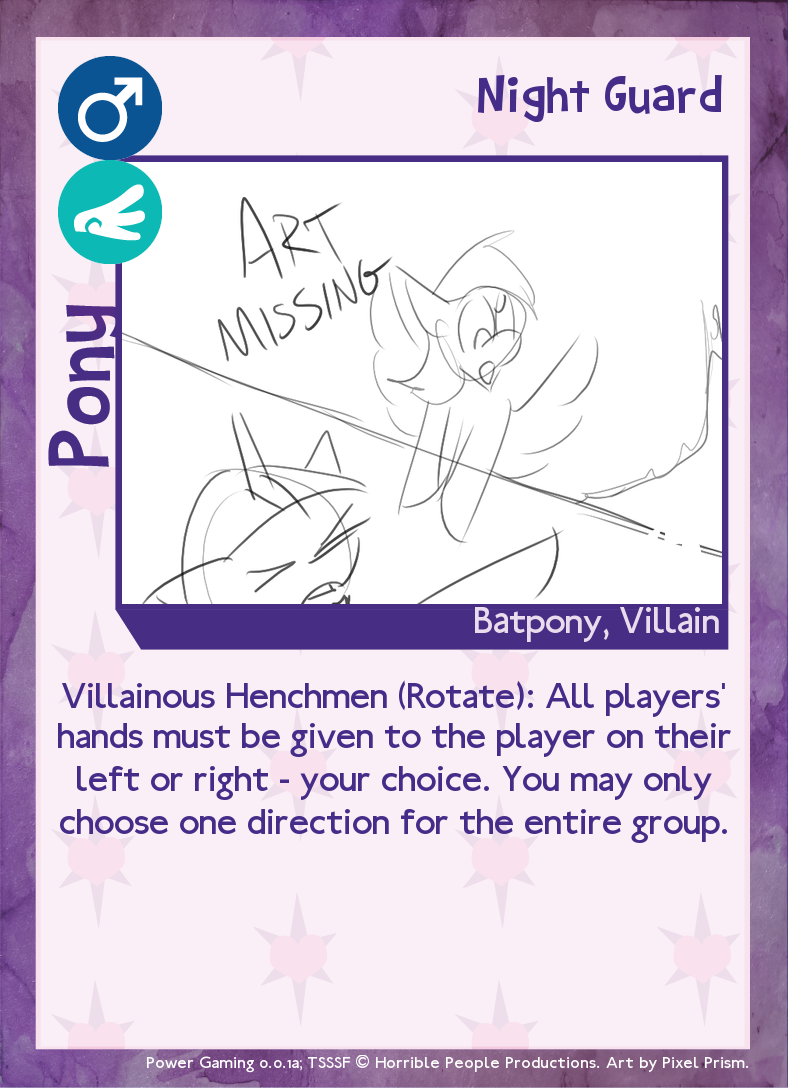 Night Guard
ART
MISSING
Pony
Batpony, Villain
Villainous Henchmen (Rotate): All players'
hands must be given to the player on their
left or right - your choice. You may only
choose one direction for the entire group.
Power Gaming 0.0.1a; TSSSF © Horrible People Productions. Art by Pixel Prism.